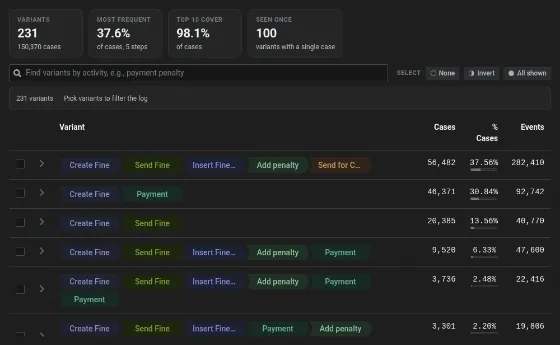 VARIANTS
231
150,370 cases
MOST FREQUENT
37.6%
of cases, 5 steps
TOP 10 COVER
98.1%
of cases
SEEN ONCE
100
variants with a single case
Find variants by activity, e.g., payment penalty
SELECT None Invert All shown
231 variants Pick variants to filter the log
Variant Cases % Cases Events
Create Fine Send Fine Insert Fine... Add penalty Send for C... 56,482 37.56% 282,410
Create Fine Payment 46,371 30.84% 92,742
Create Fine Send Fine 20,385 13.56% 40,770
Create Fine Send Fine Insert Fine... Add penalty Payment 9,520 6.33% 47,600
Create Fine Send Fine Insert Fine... Add penalty Payment 3,736 2.48% 22,416
Payment
Create Fine Send Fine Insert Fine... Payment Add penalty 3,301 2.20% 19,806